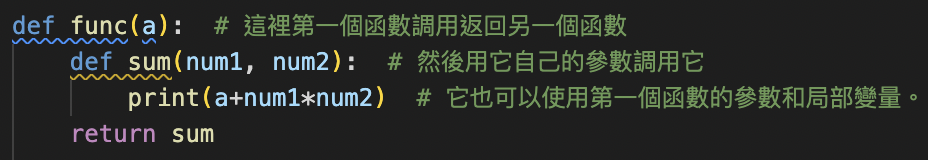 def func(a):  # 這裡第一個函數調用返回另一個函數
    def sum(num1, num2):  # 然後用它自己的參數調用它
        print(a+num1*num2)  # 它也可以使用第一個函數的參數和局部變量。
    return sum